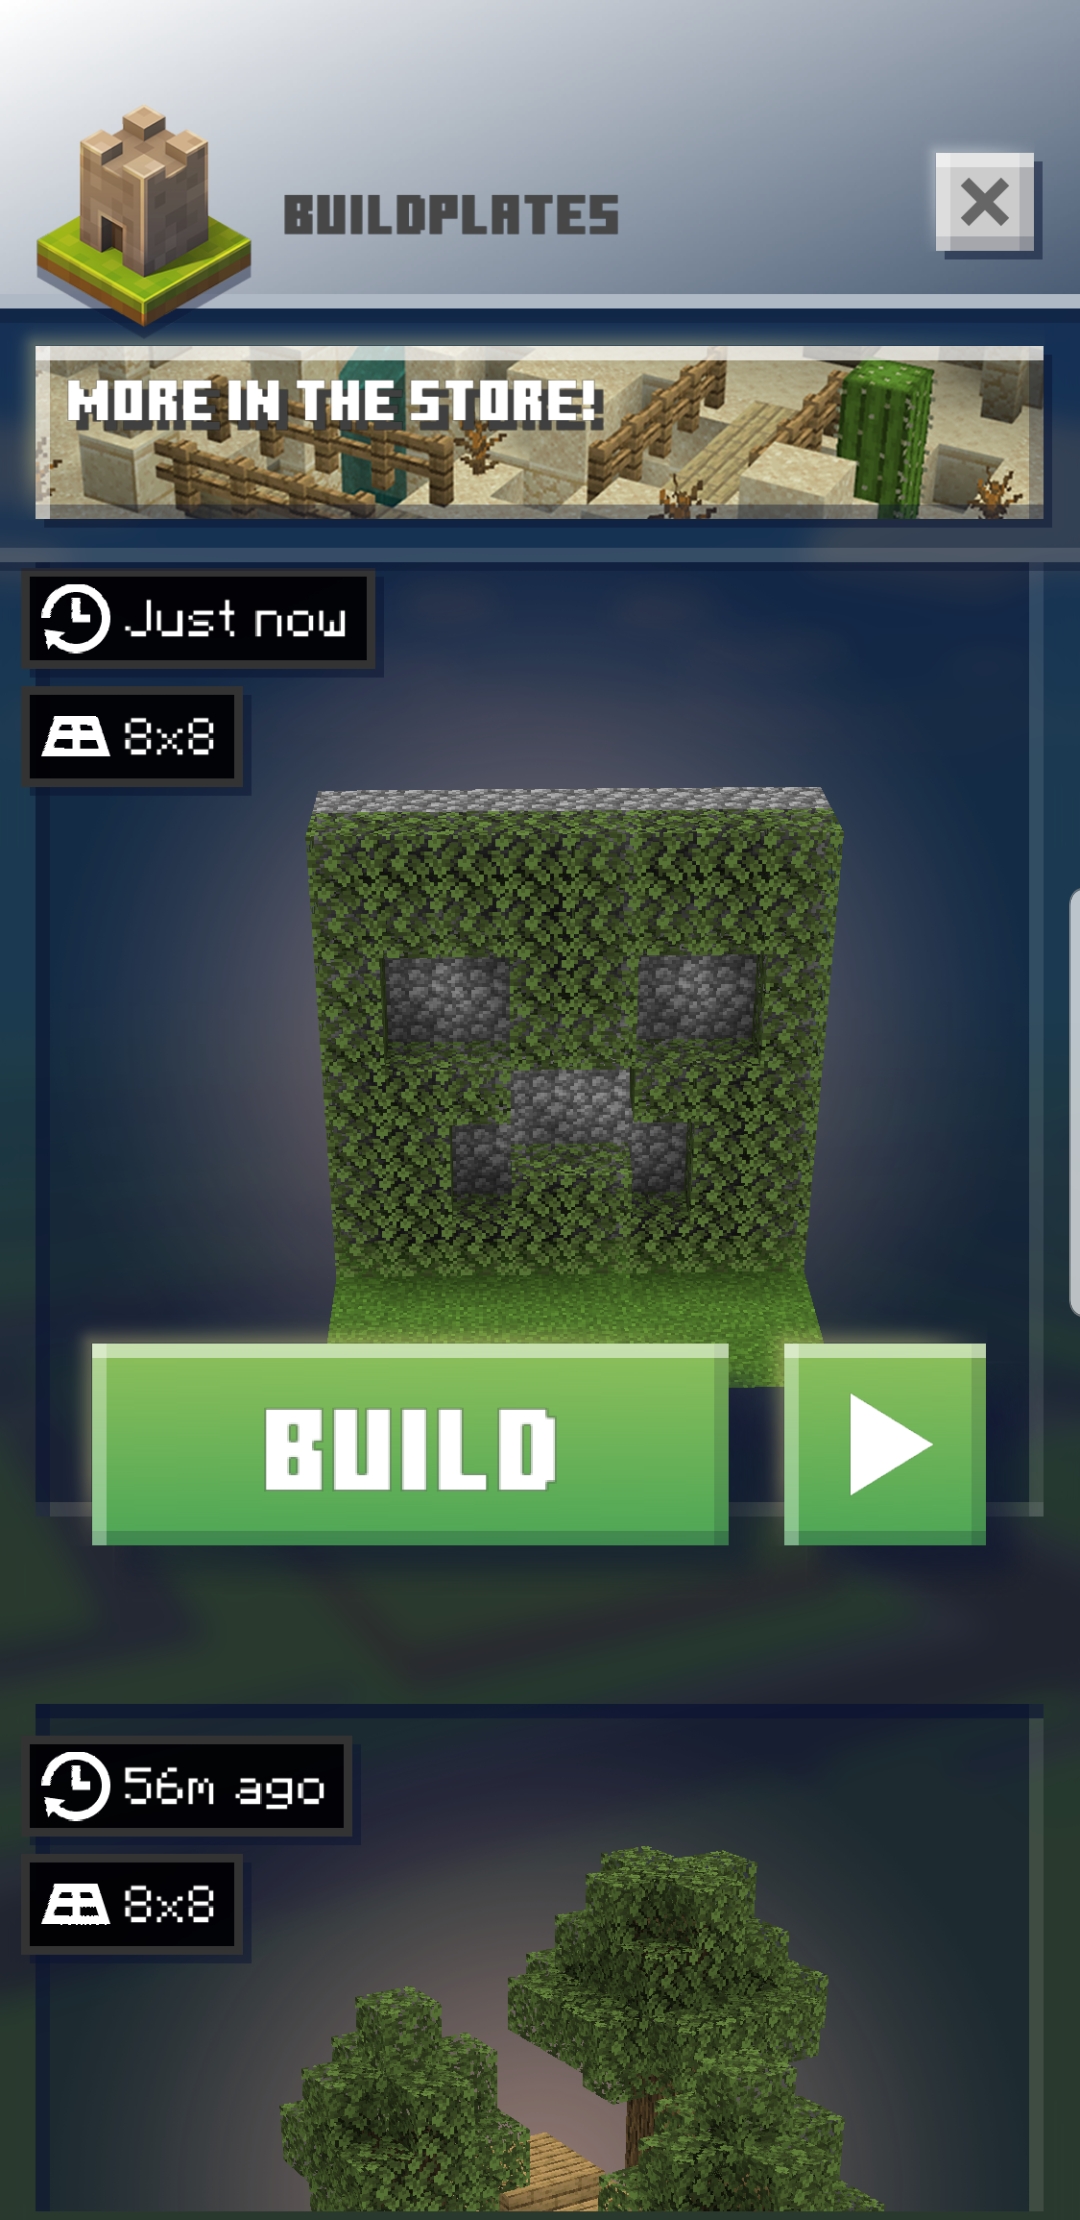 BUILDPLATES
MORE IN THE STORE!
Just now
8x8
BUILD
56m ago
8x8